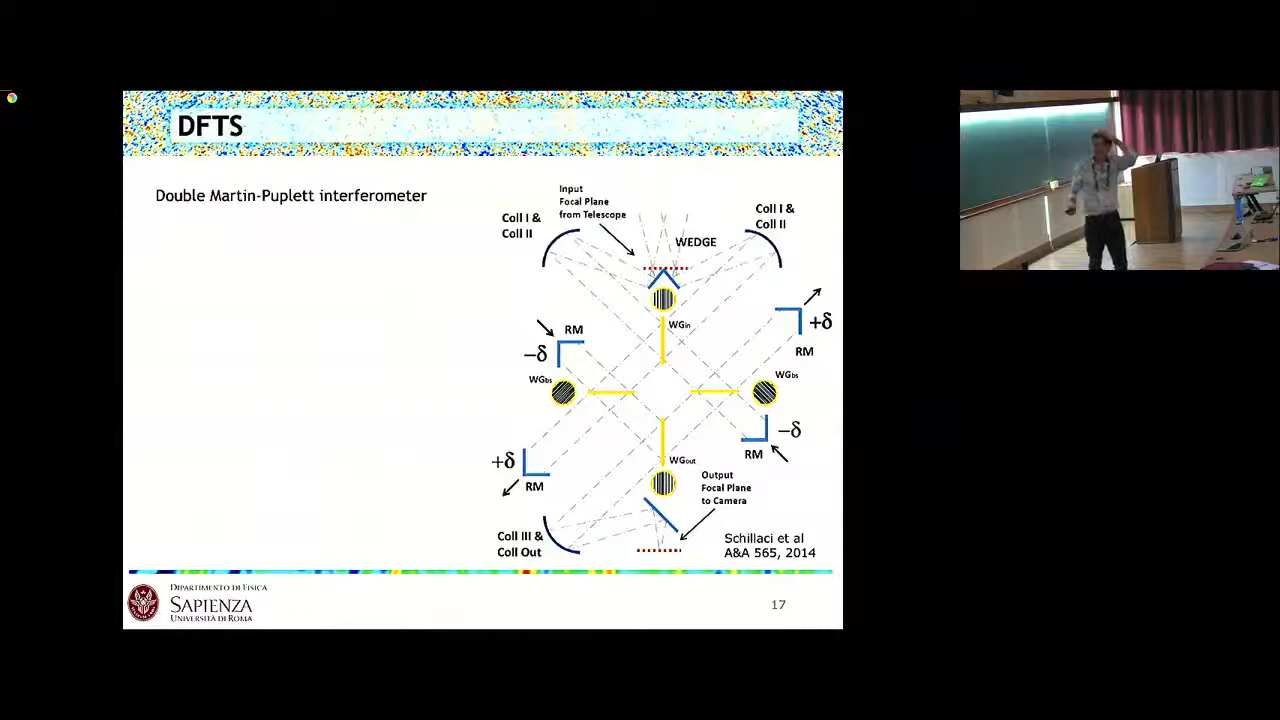 DFTS
Double Martin-Puplett interferometer
Input
Focal Plane
from Telescope
Coll I &
Coll II
WEDGE
Coll I &
Coll II
WGin
RM
−δ
WGbs
+δ
RM
WGbs
−δ
RM
+δ
RM
WGout
Output
Focal Plane
to Camera
Coll III &
Coll Out
Schillaci et al
A&A 565, 2014
DIPARTIMENTO DI FISICA
SAPIENZA
UNIVERSITÀ DI ROMA
17